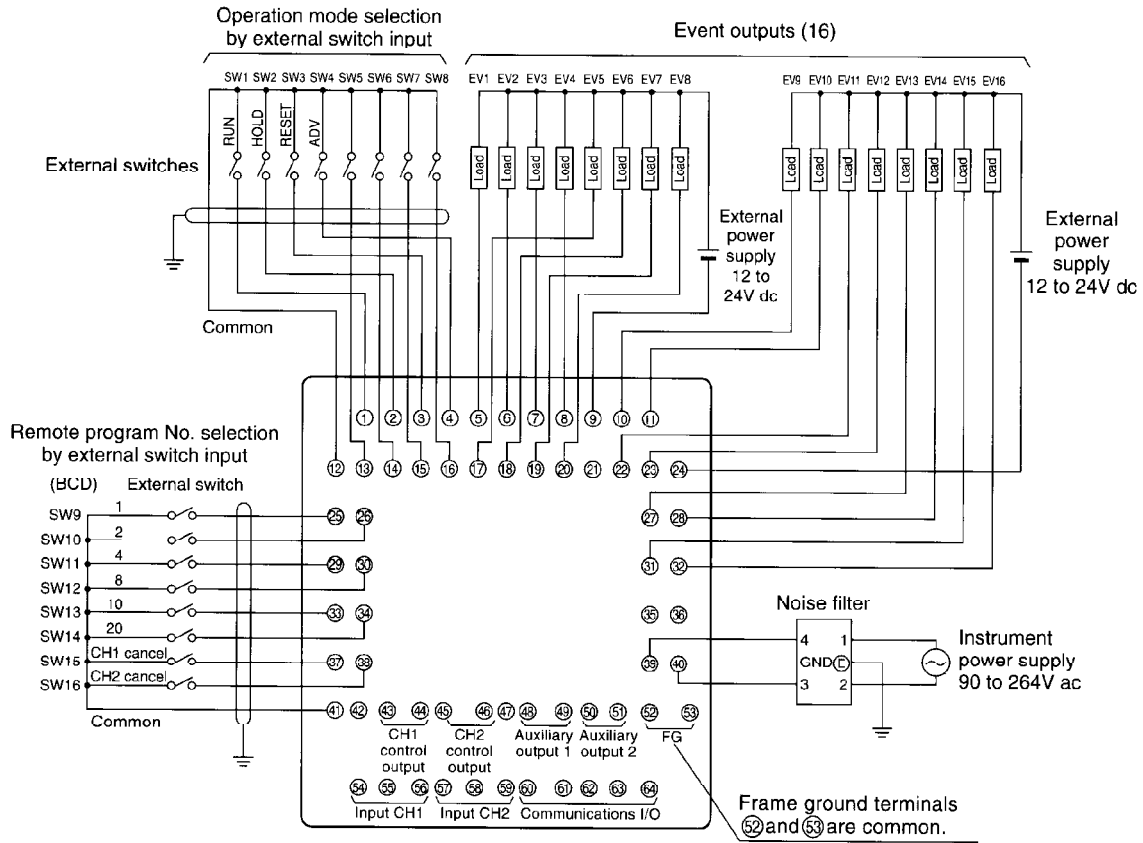 Operation mode selection
by external switch input
Event outputs (16)
SW1 SW2 SW3 SW4 SW5 SW6 SW7 SW8
EV1 EV2 EV3 EV4 EV5 EV6 EV7 EV8
EV9 EV10 EV11 EV12 EV13 EV14 EV15 EV16
RUN
HOLD
RESET
ADV
External switches
Load Load Load Load Load Load Load Load
Load Load Load Load Load Load Load Load
External
power
supply
12 to
24V dc
External
power
supply
12 to 24V dc
Common
1 2 3 4 5 6 7 8 9 10 11
Remote program No. selection
by external switch input
12 13 14 15 16 17 18 19 20 21 22 23 24
(BCD) External switch
SW9 1 25 26 27 28
SW10 2
SW11 4 29 30 31 32
SW12 8
SW13 10 33 34 35 36
SW14 20
SW15 CH1 cancel 37 38 39 40
SW16 CH2 cancel
Common 41 42 43 44 45 46 47 48 49 50 51 52 53
Noise filter
4 1
GND E
3 2
Instrument
power supply
90 to 264V ac
CH1
control
output
CH2
control
output
Auxiliary
output 1
Auxiliary
output 2
FG
54 55 56 57 58 59 60 61 62 63 64
Input CH1 Input CH2 Communications I/O
Frame ground terminals
52 and 53 are common.